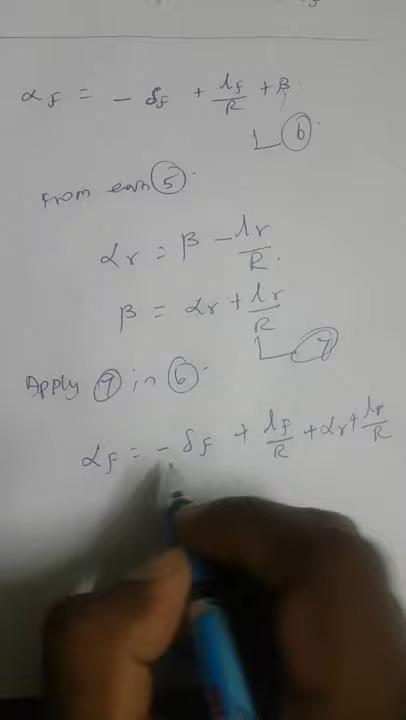 αf = - δf + lf/R + β
6
From eqn 5.
αr = β - lr/R.
β = αr + lr/R
7
Apply 7 in 6.
αf = - δf + lf/R + αr + lr/R